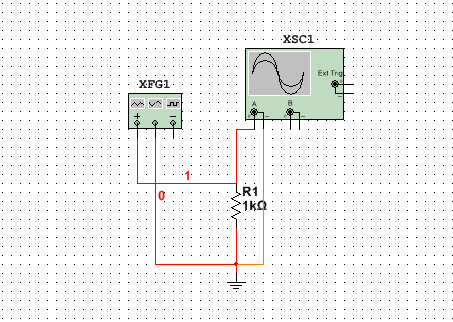 XSC1
Ext Trig
+
−
A
B
+ −
+ −
XFG1
+ −
1
0
R1
1kΩ